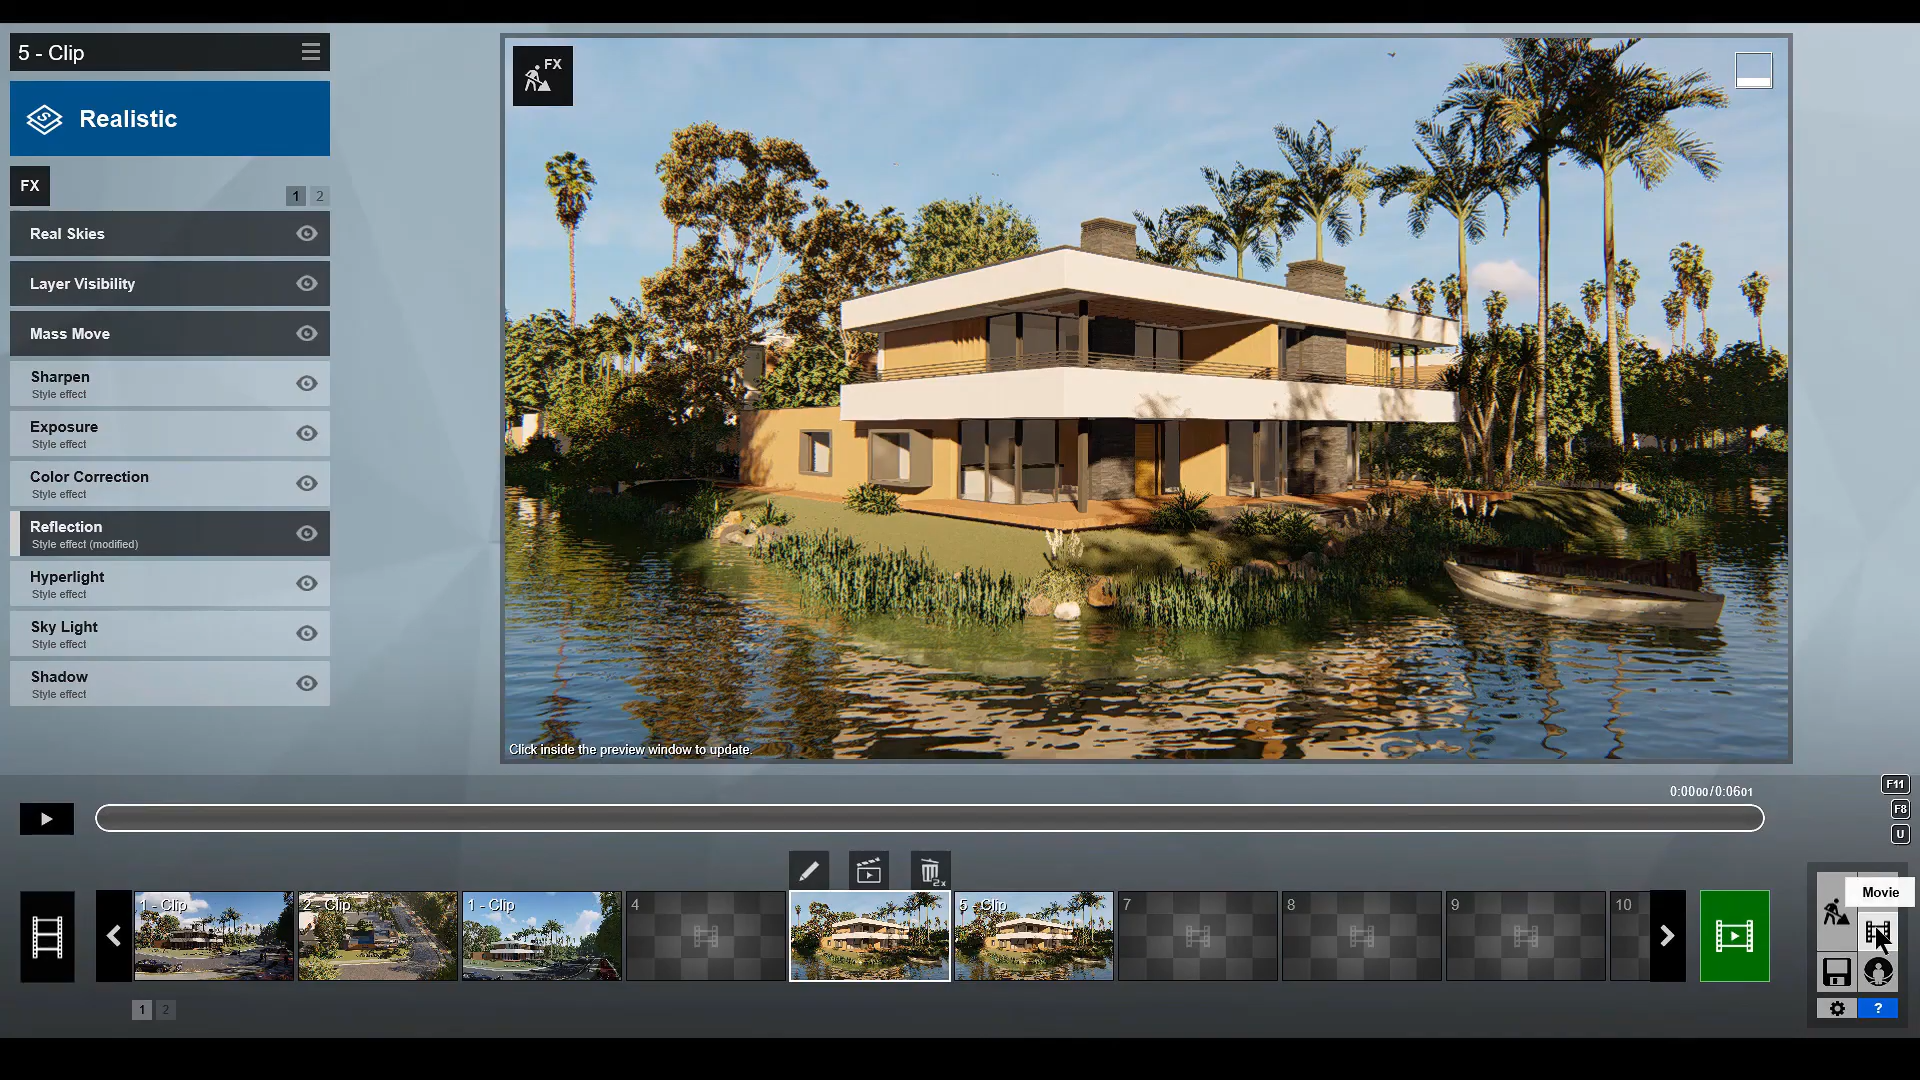 5 - Clip
Realistic
FX
1 2
Real Skies
Layer Visibility
Mass Move
Sharpen
Style effect
Exposure
Style effect
Color Correction
Style effect
Reflection
Style effect (modified)
Hyperlight
Style effect
Sky Light
Style effect
Shadow
Style effect
FX
Click inside the preview window to update.
0:0000/0:0601
F11
F8
U
2x
1 - Clip
2 - Clip
1 - Clip
4
5 - Clip
7
8
9
10
Movie
1 2
?